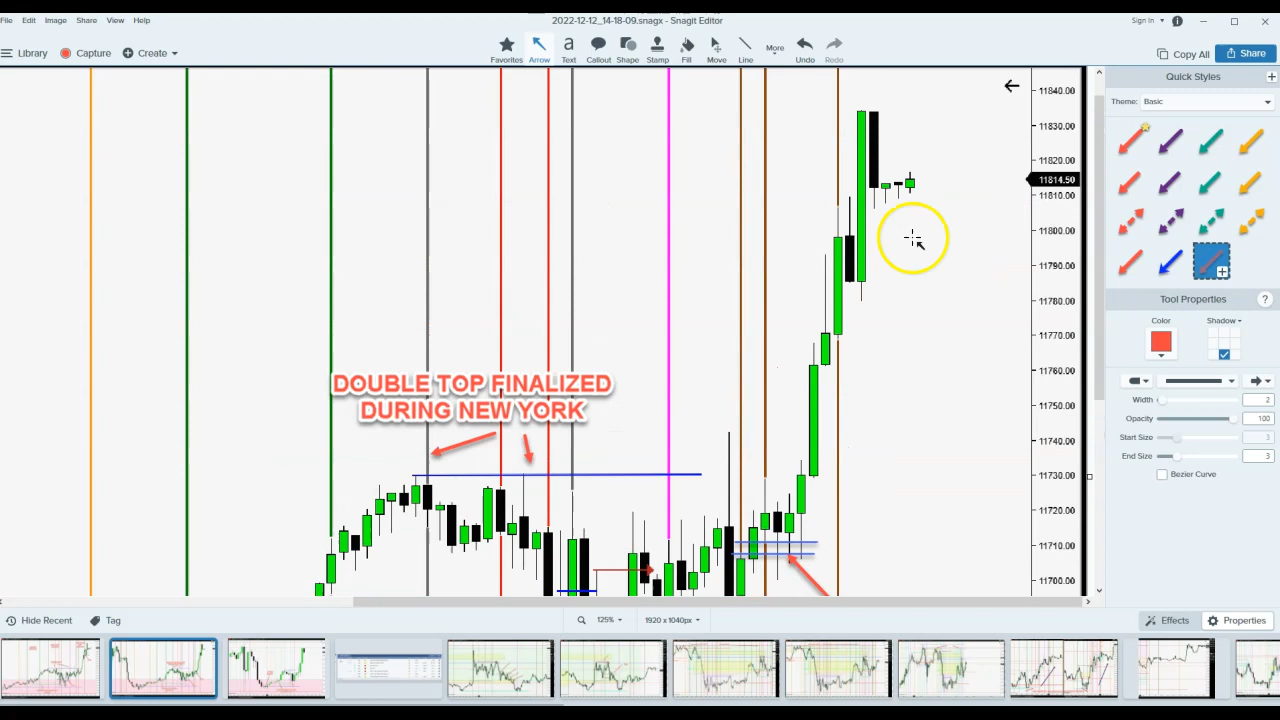 2022-12-12_14-18-09.snagx - Snagit Editor
File Edit Image Share View Help
Sign In
Library Capture Create
Favorites Arrow Text Callout Shape Stamp Fill Move Line More Undo Redo
Copy All Share
Quick Styles
Theme: Basic
11840.00
11830.00
11820.00
11814.50
11810.00
11800.00
11790.00
11780.00
11770.00
11760.00
11750.00
11740.00
11730.00
11720.00
11710.00
11700.00
DOUBLE TOP FINALIZED
DURING NEW YORK
Tool Properties
?
Color Shadow
Width 2
Opacity 100
Start Size 3
End Size 3
Bezier Curve
Hide Recent Tag
125% 1920 x 1040px
Effects Properties